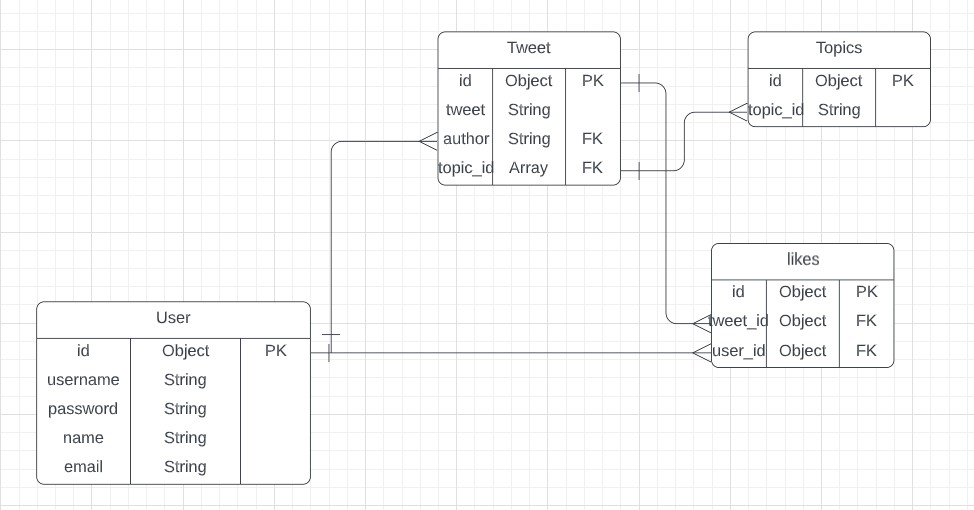 Tweet
id Object PK
tweet String
author String FK
topic_id Array FK
Topics
id Object PK
topic_id String
likes
id Object PK
tweet_id Object FK
user_id Object FK
User
id Object PK
username String
password String
name String
email String